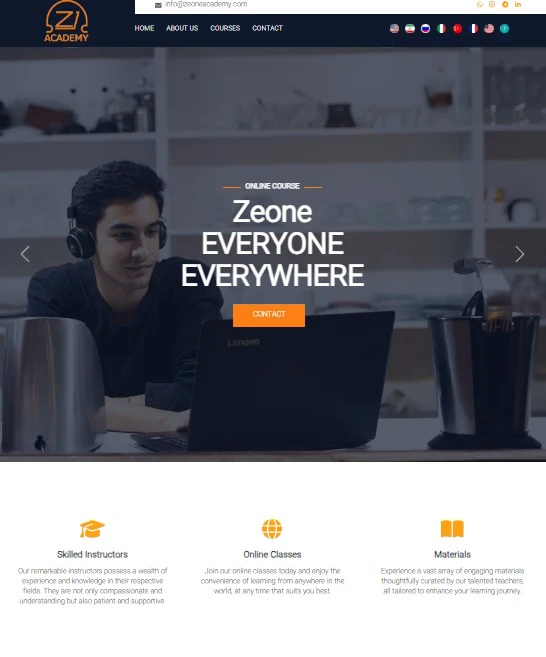 info@zeoneacademy.com
Z1
ACADEMY
HOME ABOUT US COURSES CONTACT
ONLINE COURSE
Zeone
EVERYONE
EVERYWHERE
CONTACT
Lenovo
Skilled Instructors
Our remarkable instructors possess a wealth of
experience and knowledge in their respective
fields. They are not only compassionate and
understanding but also patient and supportive.
Online Classes
Join our online classes today and enjoy the
convenience of learning from anywhere in the
world, at any time that suits you best.
Materials
Experience a vast array of engaging materials
thoughtfully curated by our talented teachers,
all tailored to enhance your learning journey.